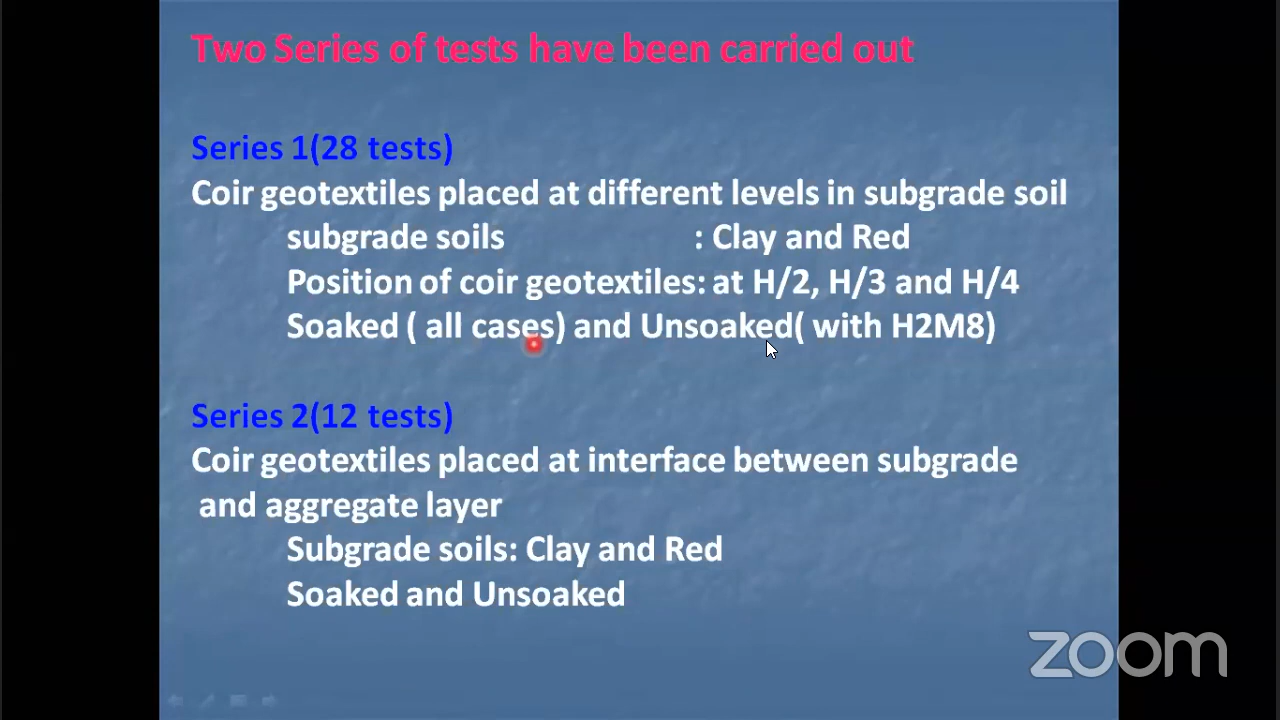 Two Series of tests have been carried out
Series 1(28 tests)
Coir geotextiles placed at different levels in subgrade soil
subgrade soils : Clay and Red
Position of coir geotextiles: at H/2, H/3 and H/4
Soaked ( all cases) and Unsoaked( with H2M8)
Series 2(12 tests)
Coir geotextiles placed at interface between subgrade
and aggregate layer
Subgrade soils: Clay and Red
Soaked and Unsoaked
zoom